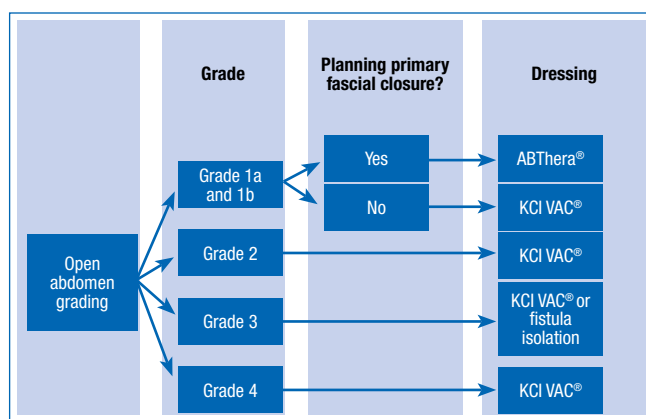 Grade
Planning primary
fascial closure?
Dressing
Open
abdomen
grading
Grade 1a
and 1b
Yes
ABThera®
No
KCI VAC®
Grade 2
KCI VAC®
Grade 3
KCI VAC® or
fistula
isolation
Grade 4
KCI VAC®